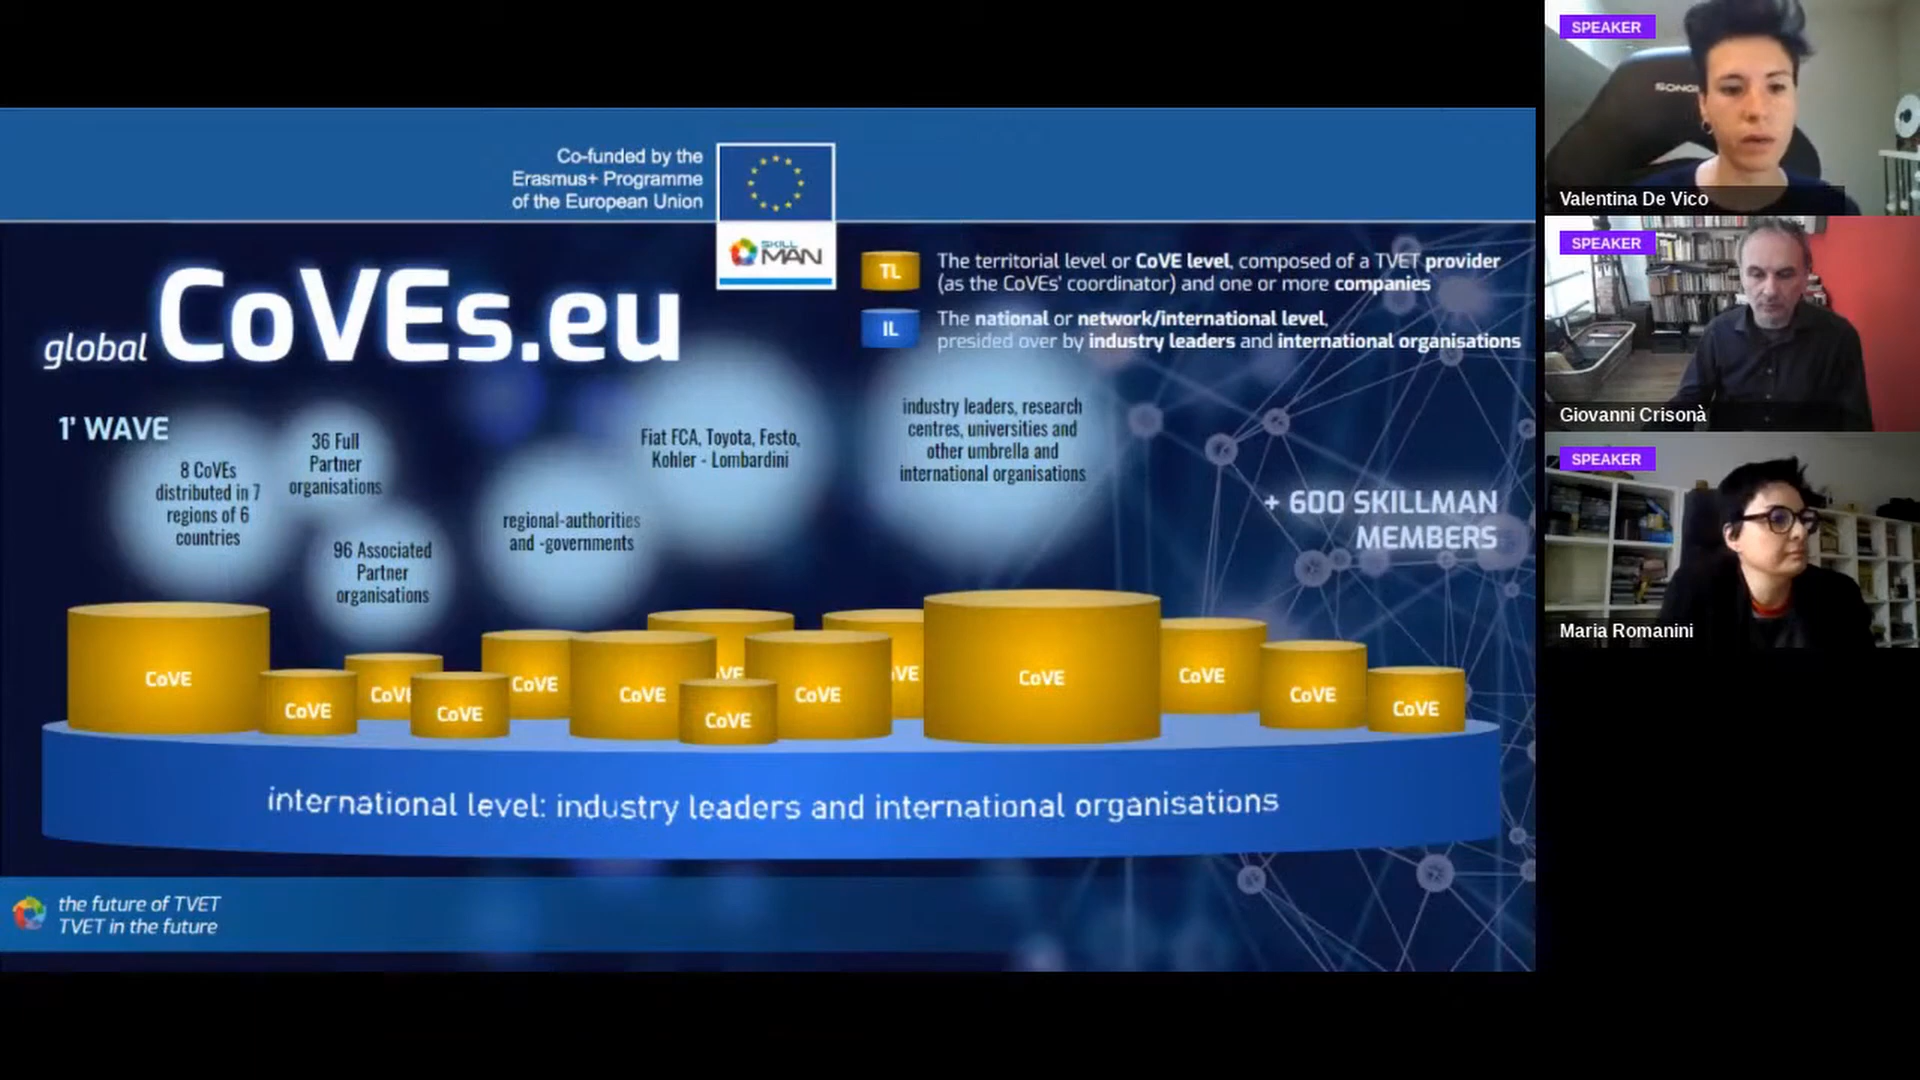 Co-funded by the
Erasmus+ Programme
of the European Union
SKILL
MAN
global CoVEs.eu
TL
The territorial level or CoVE level, composed of a TVET provider
(as the CoVEs' coordinator) and one or more companies
IL
The national or network/international level,
presided over by industry leaders and international organisations
1' WAVE
8 CoVEs
distributed in 7
regions of 6
countries
36 Full
Partner
organisations
96 Associated
Partner
organisations
regional-authorities
and -governments
Fiat FCA, Toyota, Festo,
Kohler - Lombardini
industry leaders, research
centres, universities and
other umbrella and
international organisations
+ 600 SKILLMAN
MEMBERS
CoVE
CoVE
CoVE
CoVE
CoVE
CoVE
CoVE
CoVE
CoVE
CoVE
CoVE
CoVE
international level: industry leaders and international organisations
the future of TVET
TVET in the future
SPEAKER
Valentina De Vico
SPEAKER
Giovanni Crisonà
SPEAKER
Maria Romanini